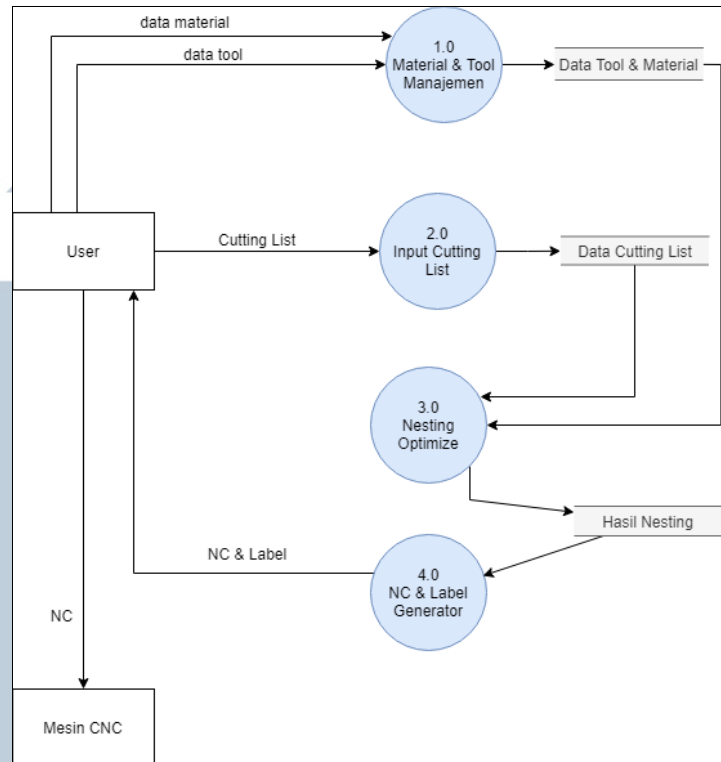 data material
data tool
1.0
Material & Tool
Manajemen
Data Tool & Material
User
Cutting List
2.0
Input Cutting
List
Data Cutting List
3.0
Nesting
Optimize
Hasil Nesting
NC & Label
4.0
NC & Label
Generator
NC
Mesin CNC